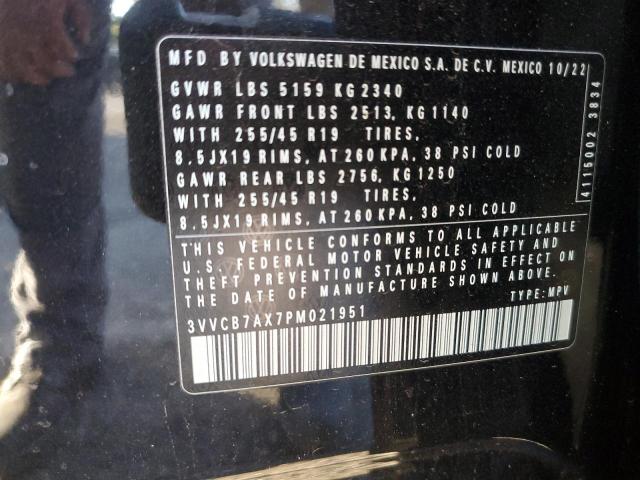 MFD BY VOLKSWAGEN DE MEXICO S.A. DE C.V. MEXICO 10/22
GVWR LBS 5159 KG 2340
GAWR FRONT LBS 2513, KG 1140
WITH 255/45 R19 TIRES,
8.5JX19 RIMS, AT 260 KPA, 38 PSI COLD
GAWR REAR LBS 2756, KG 1250
WITH 255/45 R19 TIRES,
8.5JX19 RIMS, AT 260 KPA, 38 PSI COLD
THIS VEHICLE CONFORMS TO ALL APPLICABLE
U.S. FEDERAL MOTOR VEHICLE SAFETY AND
THEFT PREVENTION STANDARDS IN EFFECT ON
THE DATE OF MANUFACTURE SHOWN ABOVE.
TYPE: MPV
3VVCB7AX7PM021951
4115002 3834